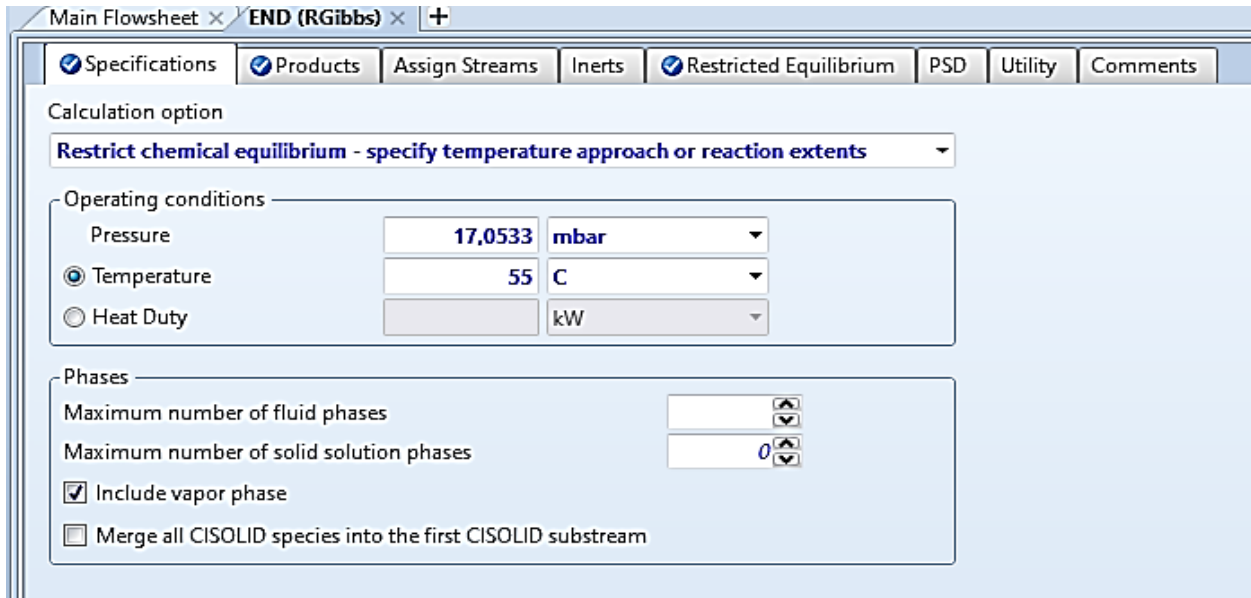 Main Flowsheet × END (RGibbs) × +
Specifications Products Assign Streams Inerts Restricted Equilibrium PSD Utility Comments
Calculation option
Restrict chemical equilibrium - specify temperature approach or reaction extents
Operating conditions
Pressure 17,0533 mbar
Temperature 55 C
Heat Duty kW
Phases
Maximum number of fluid phases
Maximum number of solid solution phases 0
Include vapor phase
Merge all CISOLID species into the first CISOLID substream